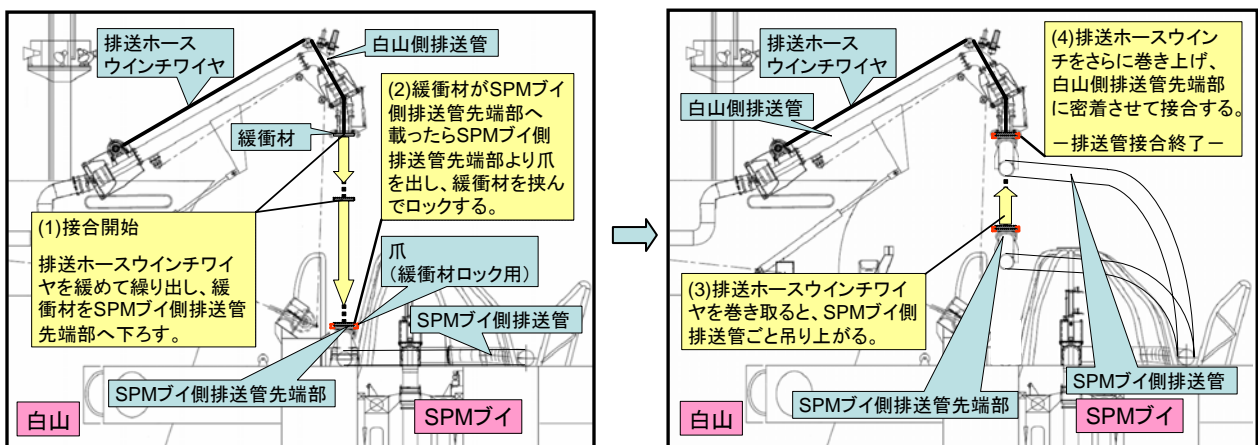 排送ホース
ウインチワイヤ
白山側排送管
緩衝材
(2)緩衝材がSPMブイ
側排送管先端部へ
載ったらSPMブイ側
排送管先端部より爪
を出し、緩衝材を挟ん
でロックする。
(1)接合開始
排送ホースウインチワイ
ヤを緩めて繰り出し、緩
衝材をSPMブイ側排送管
先端部へ下ろす。
爪
(緩衝材ロック用)
SPMブイ側排送管
SPMブイ側排送管先端部
白山
SPMブイ
排送ホース
ウインチワイヤ
白山側排送管
(4)排送ホースウイン
チをさらに巻き上げ、
白山側排送管先端部
に密着させて接合する。
-排送管接合終了-
(3)排送ホースウインチワイ
ヤを巻き取ると、SPMブイ側
排送管ごと吊り上がる。
SPMブイ側排送管
SPMブイ側排送管先端部
白山
SPMブイ